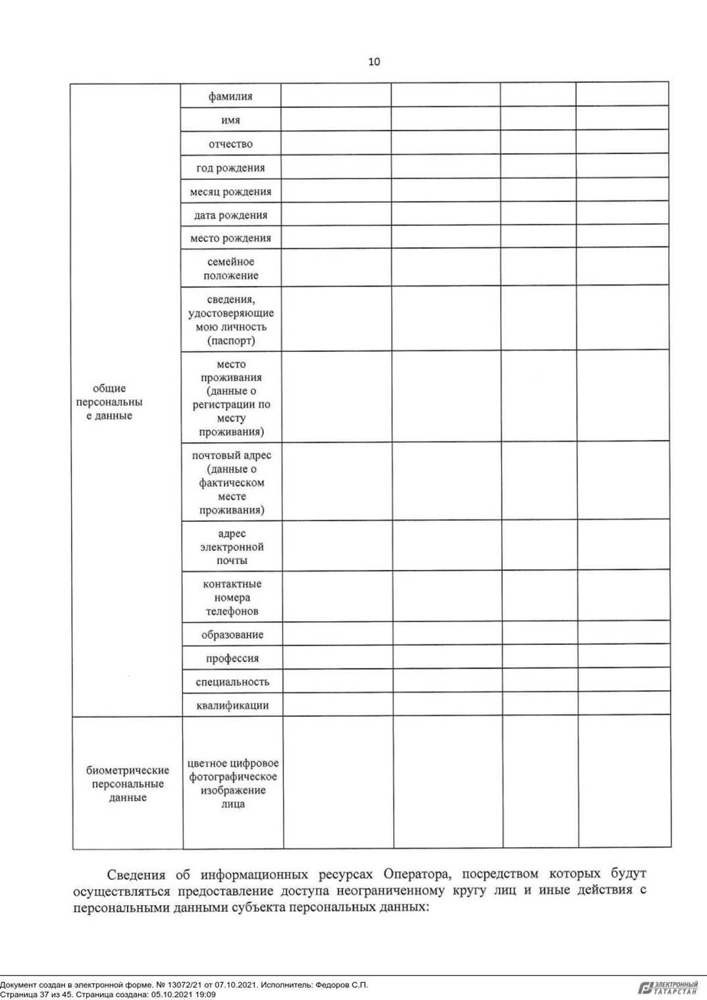 10
фамилия
имя
отчество
год рождения
месяц рождения
дата рождения
место рождения
семейное
положение
сведения,
удостоверяющие
мою личность
(паспорт)
место
проживания
(данные о
регистрации по
месту
проживания)
общие
персональны
е данные
почтовый адрес
(данные о
фактическом
месте
проживания)
адрес
электронной
почты
контактные
номера
телефонов
образование
профессия
специальность
квалификации
биометрические
персональные
данные
цветное цифровое
фотографическое
изображение
лица
Сведения об информационных ресурсах Оператора, посредством которых будут
осуществляться предоставление доступа неограниченному кругу лиц и иные действия с
персональными данными субъекта персональных данных:
Документ создан в электронной форме. № 13072/21 от 07.10.2021. Исполнитель: Федоров С.П.
Страница 37 из 45. Страница создана: 05.10.2021 19:09
ЭЛЕКТРОННЫЙ
ТАТАРСТАН